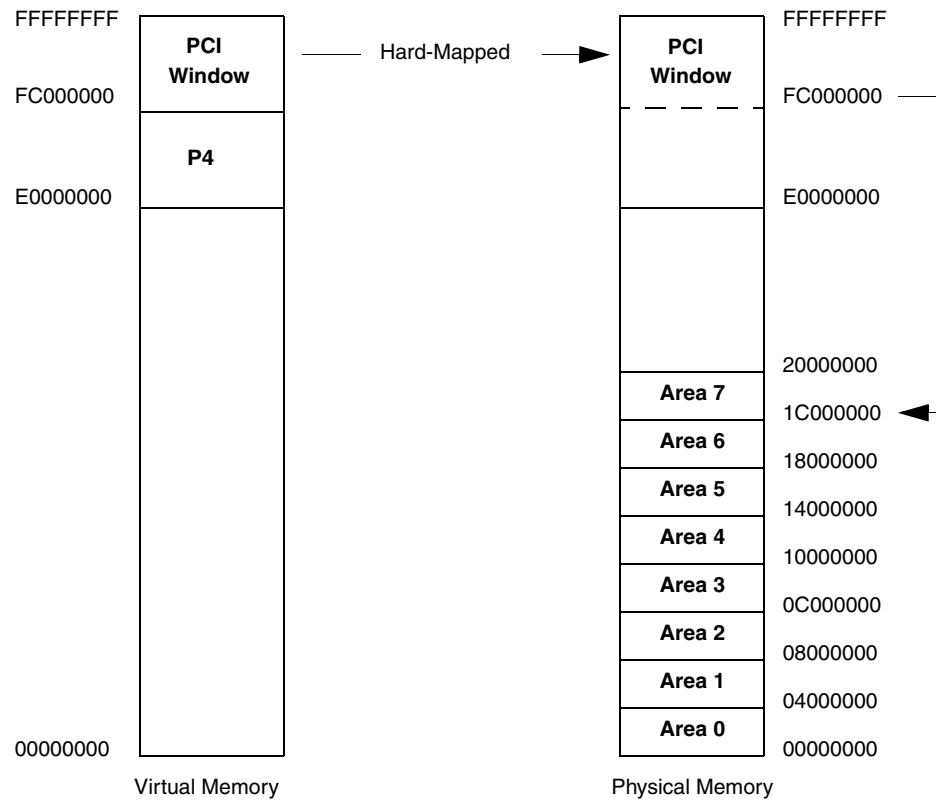 FFFFFFFF
PCI
Window
Hard-Mapped
PCI
Window
FFFFFFFF
FC000000
FC000000
P4
E0000000
E0000000
20000000
Area 7
1C000000
Area 6
18000000
Area 5
14000000
Area 4
10000000
Area 3
0C000000
Area 2
08000000
Area 1
04000000
Area 0
00000000
00000000
Virtual Memory
Physical Memory